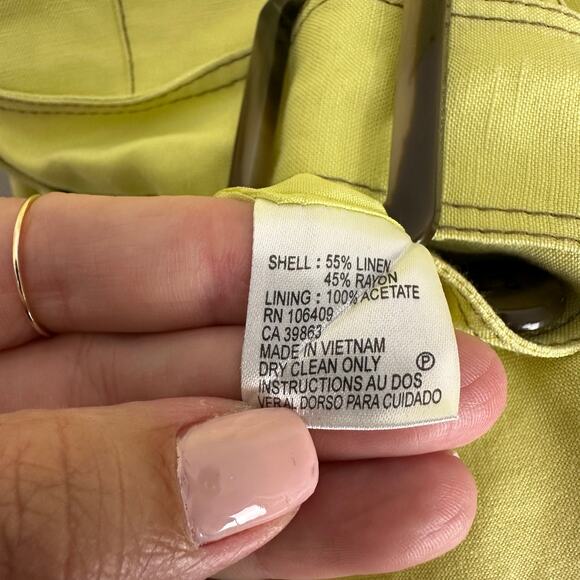 SHELL : 55% LINEN
45% RAYON
LINING : 100% ACETATE
RN 106409
CA 39863
MADE IN VIETNAM
DRY CLEAN ONLY
P
INSTRUCTIONS AU DOS
VER AL DORSO PARA CUIDADO